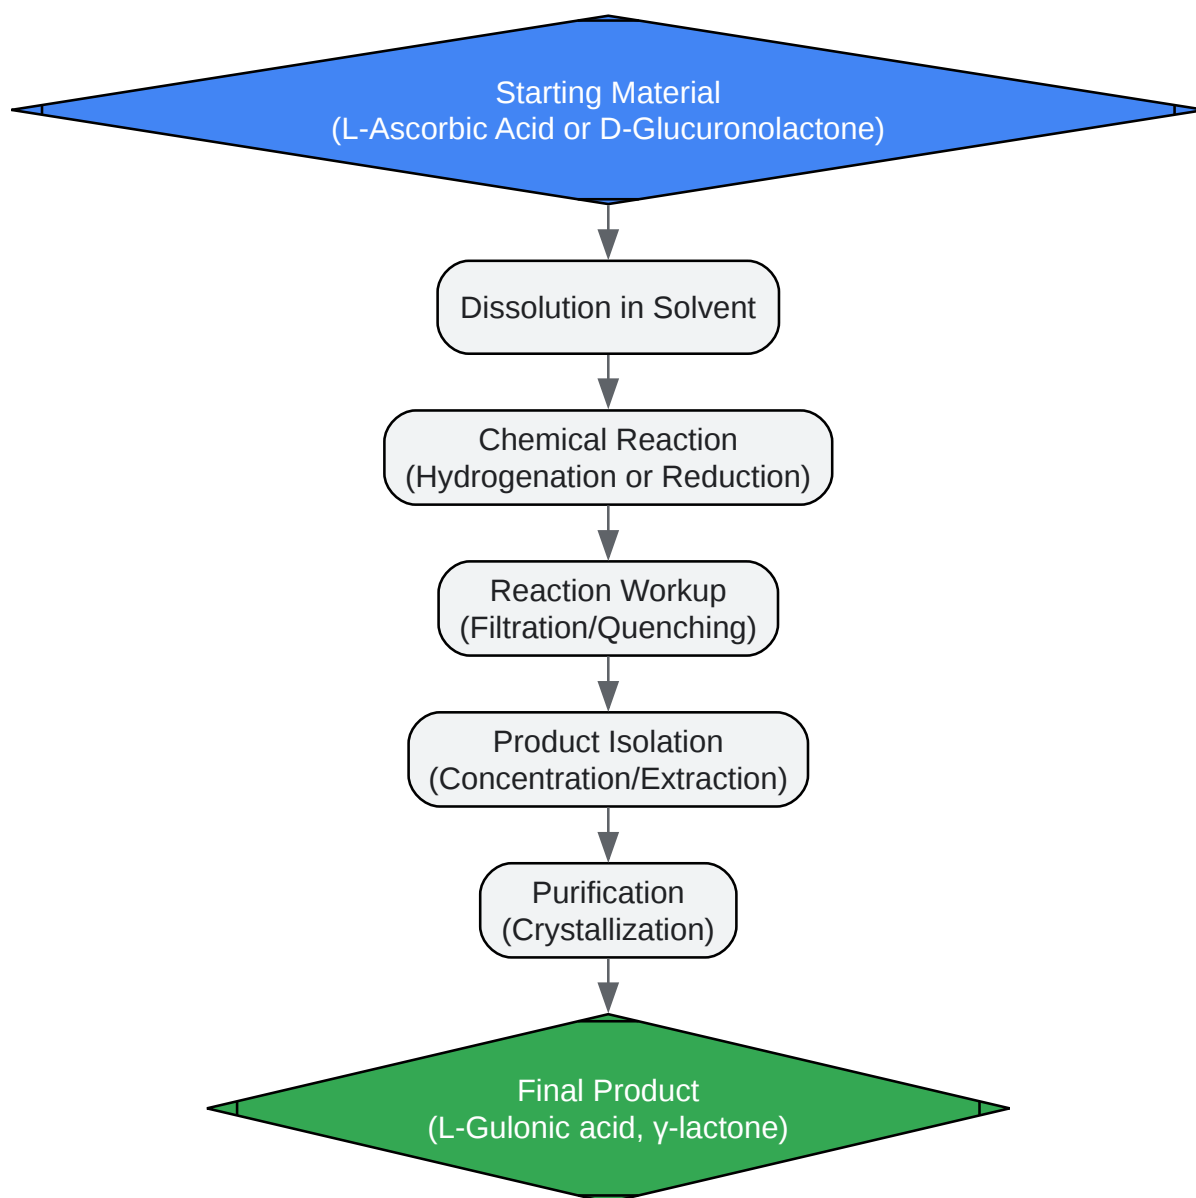 Starting Material
(L-Ascorbic Acid or D-Glucuronolactone)
Dissolution in Solvent
Chemical Reaction
(Hydrogenation or Reduction)
Reaction Workup
(Filtration/Quenching)
Product Isolation
(Concentration/Extraction)
Purification
(Crystallization)
Final Product
(L-Gulonic acid, γ-lactone)